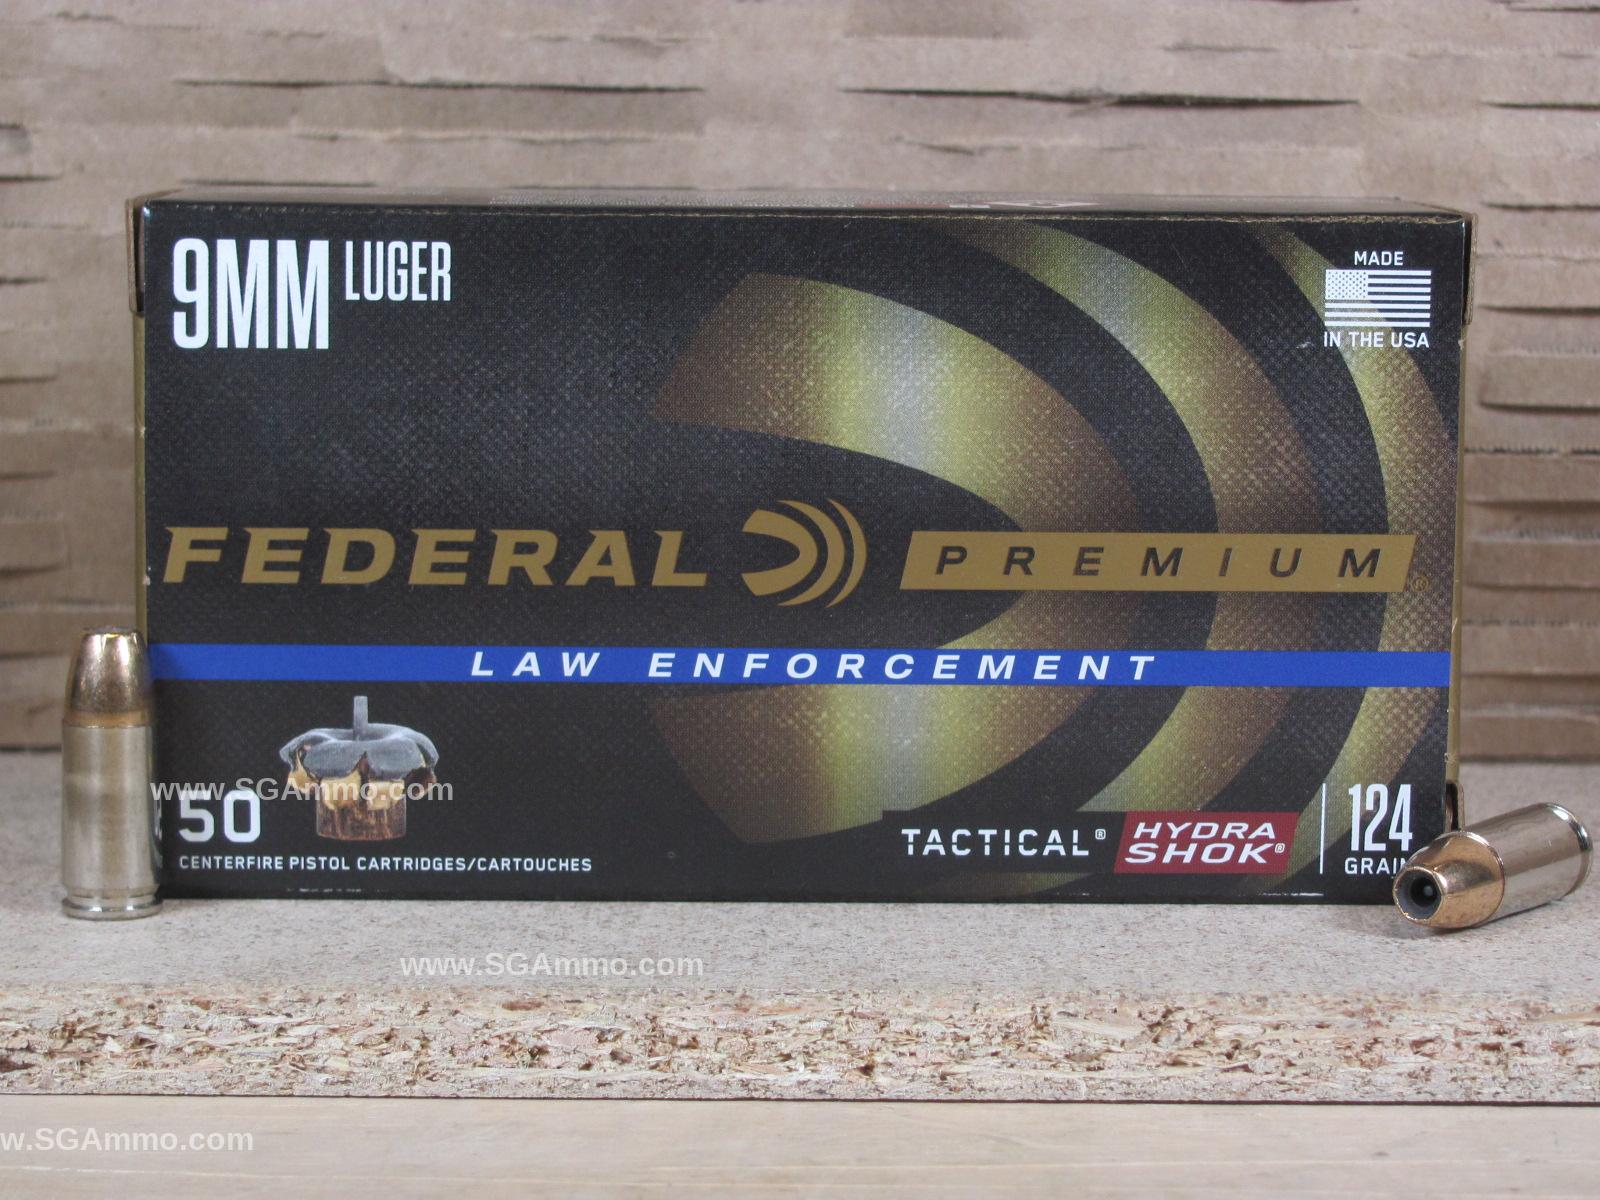 9MM LUGER
MADE
IN THE USA
FEDERAL PREMIUM®
LAW ENFORCEMENT
www.SGAmmo.com
50
CENTERFIRE PISTOL CARTRIDGES/CARTOUCHES
TACTICAL® HYDRA
SHOK®
124
GRAIN
www.SGAmmo.com
w.SGAmmo.com